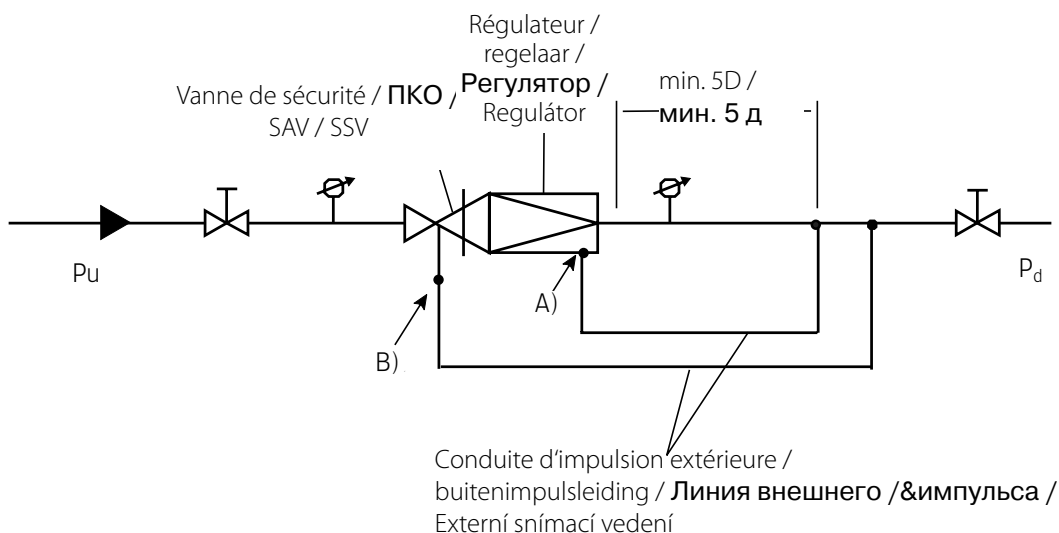 Régulateur /
regelaar /
Регулятор /
Regulátor
Vanne de sécurité / ПКО /
SAV / SSV
min. 5D /
мин. 5 д
Pu
Pd
A)
B)
Conduite d'impulsion extérieure /
buitenimpulsleiding / Линия внешнего /&импульса /
Externí snímací vedení